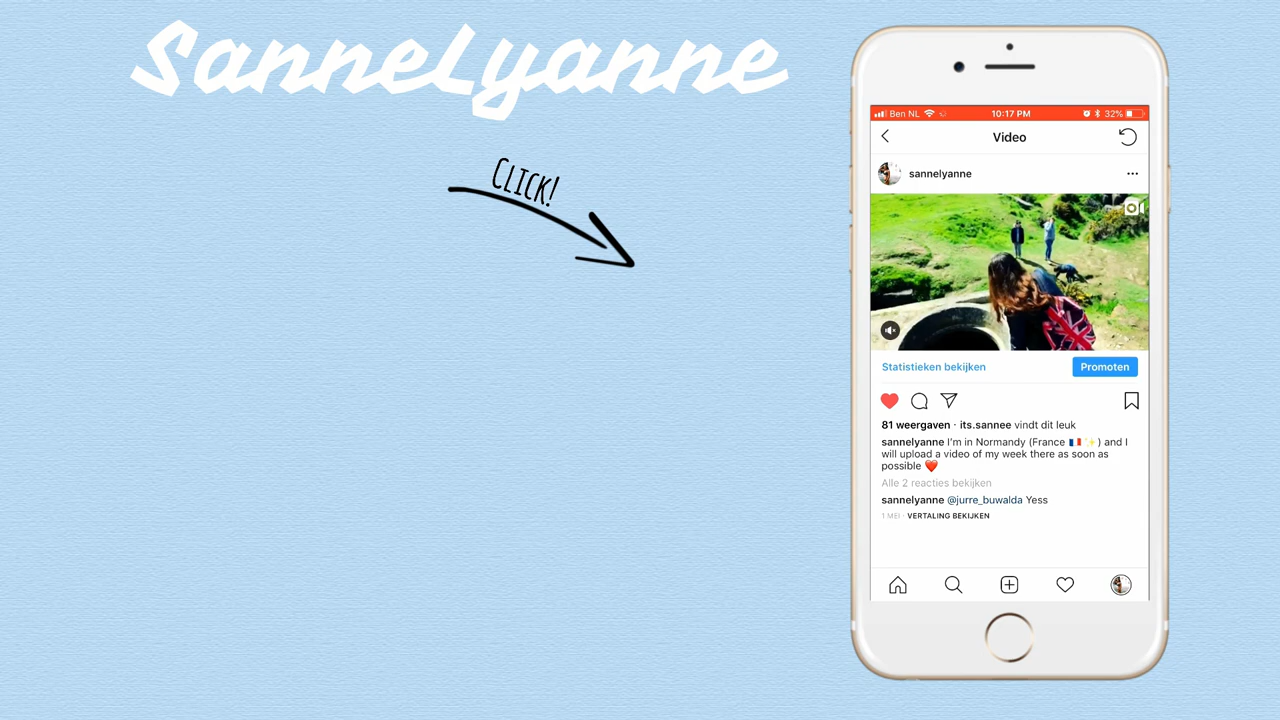 SanneLyanne
CLICK!
Ben NL 10:17 PM 32%
Video
sannelyanne
Statistieken bekijken Promoten
81 weergaven · its.sannee vindt dit leuk
sannelyanne I'm in Normandy (France 🇫🇷✨) and I
will upload a video of my week there as soon as
possible ❤️
Alle 2 reacties bekijken
sannelyanne @jurre_buwalda Yess
1 MEI · VERTALING BEKIJKEN